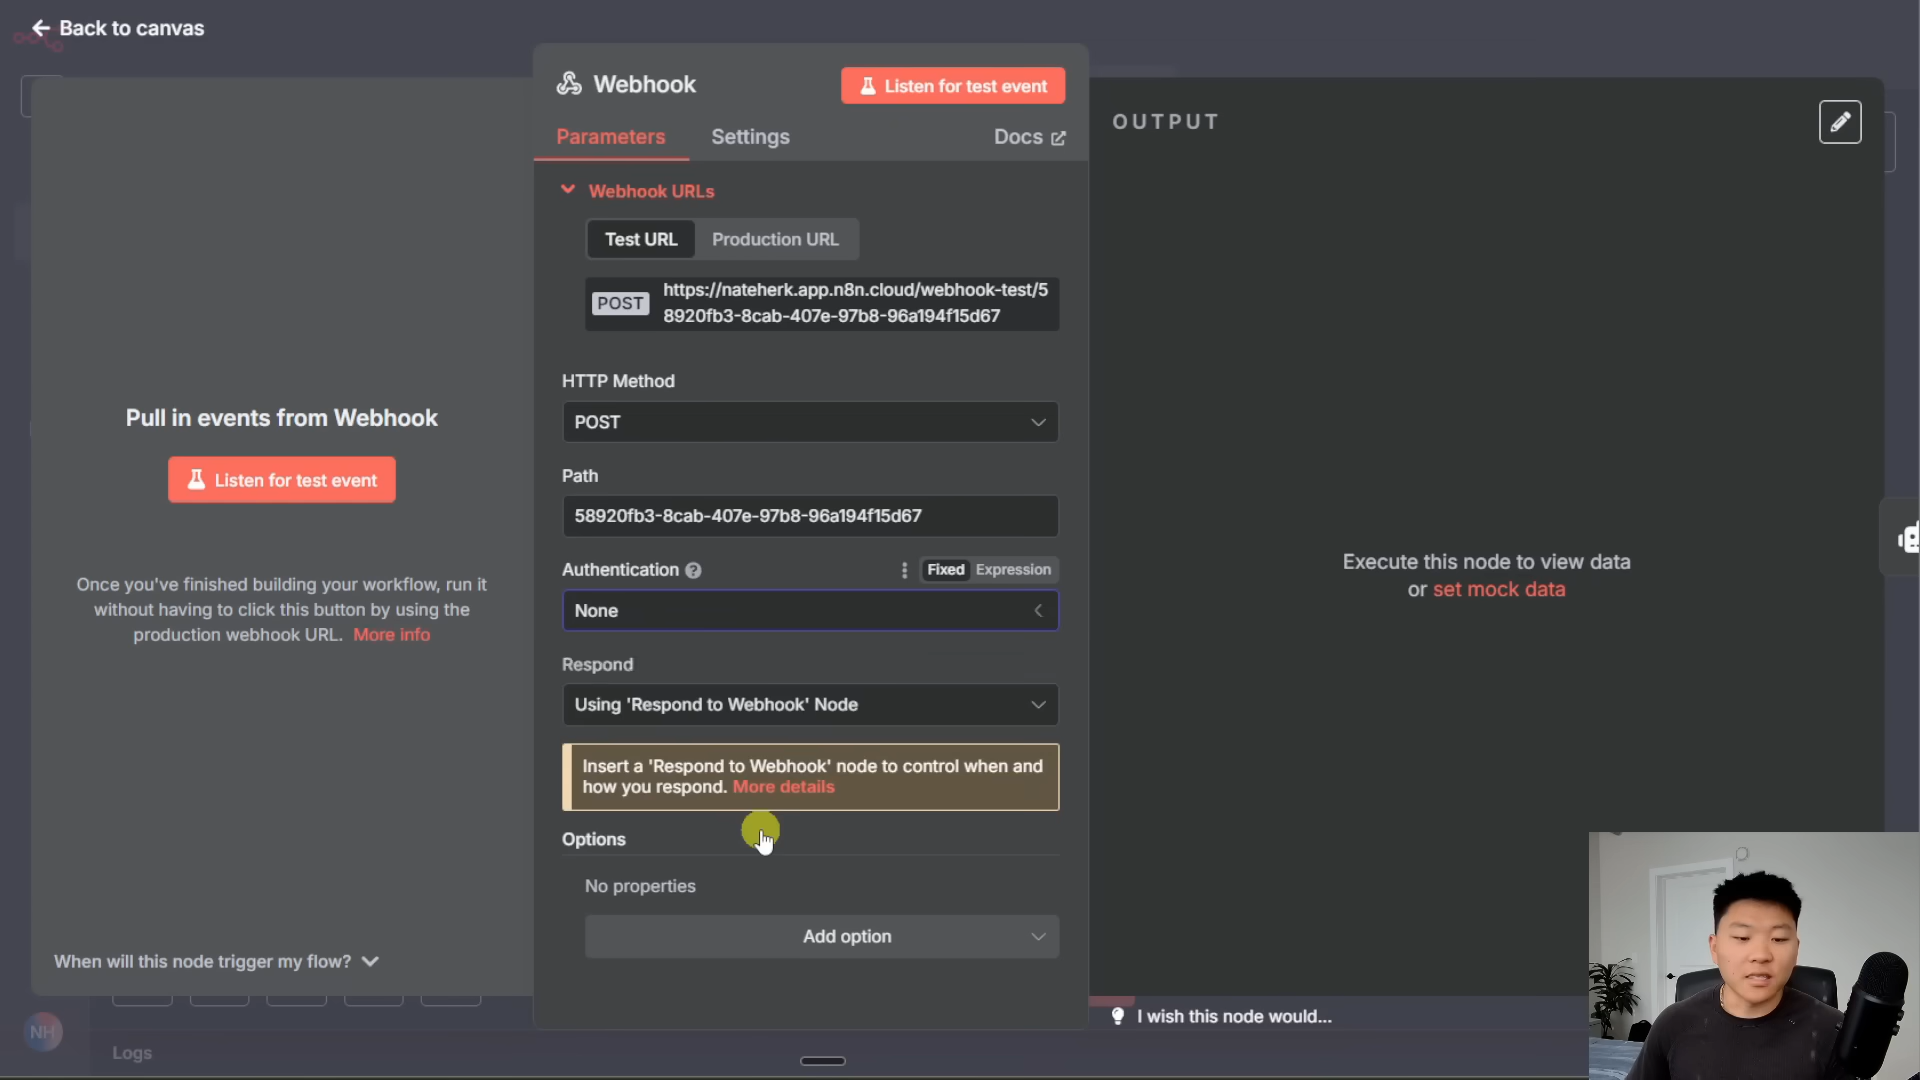 Back to canvas
Webhook
Listen for test event
Parameters
Settings
Docs
OUTPUT
Webhook URLs
Test URL
Production URL
POST
https://nateherk.app.n8n.cloud/webhook-test/5
8920fb3-8cab-407e-97b8-96a194f15d67
HTTP Method
POST
Path
58920fb3-8cab-407e-97b8-96a194f15d67
Authentication
Fixed
Expression
None
Respond
Using 'Respond to Webhook' Node
Insert a 'Respond to Webhook' node to control when and
how you respond. More details
Options
No properties
Add option
Pull in events from Webhook
Listen for test event
Once you've finished building your workflow, run it
without having to click this button by using the
production webhook URL. More info
When will this node trigger my flow?
Execute this node to view data
or set mock data
I wish this node would...
NH
Logs